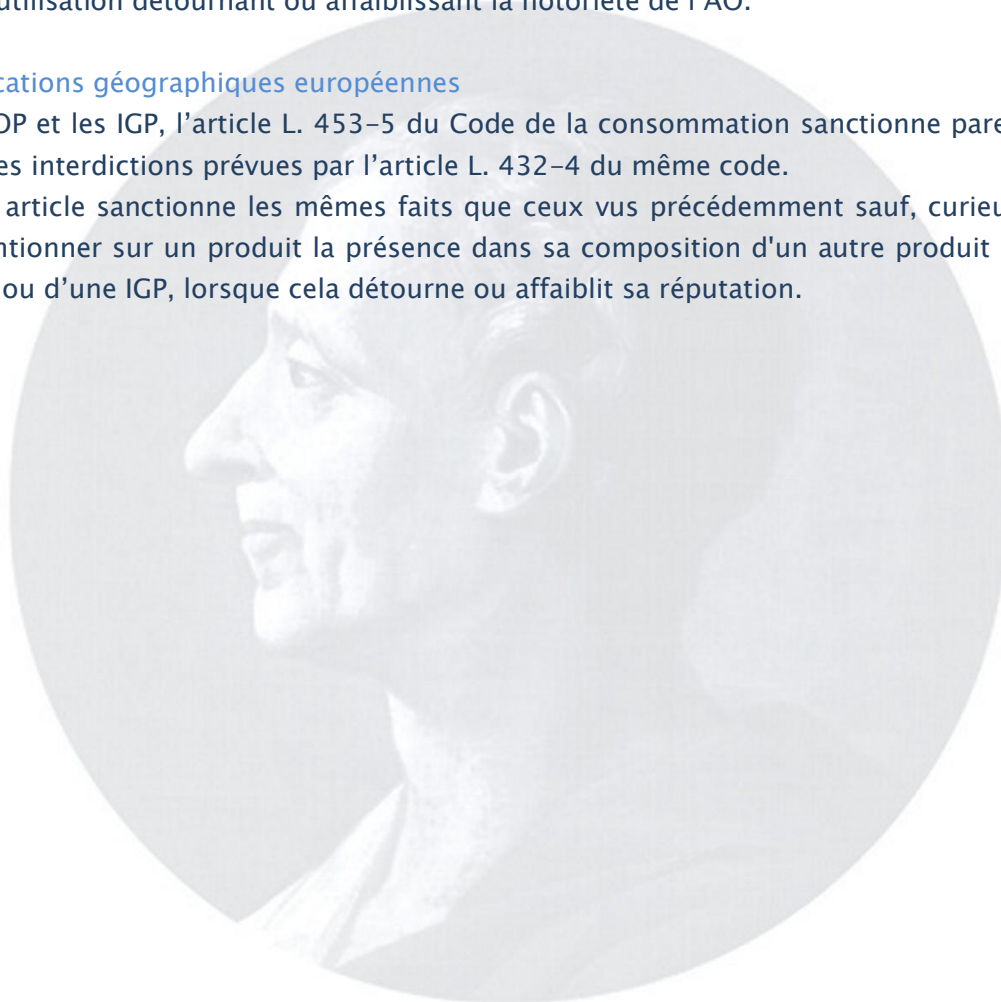 utilisation détournant ou affaiblissant la notoriété de l’AO.
cations géographiques européennes
OP et les IGP, l’article L. 453-5 du Code de la consommation sanctionne pare
es interdictions prévues par l’article L. 432-4 du même code.
article sanctionne les mêmes faits que ceux vus précédemment sauf, curieu
ntionner sur un produit la présence dans sa composition d'un autre produit
ou d’une IGP, lorsque cela détourne ou affaiblit sa réputation.